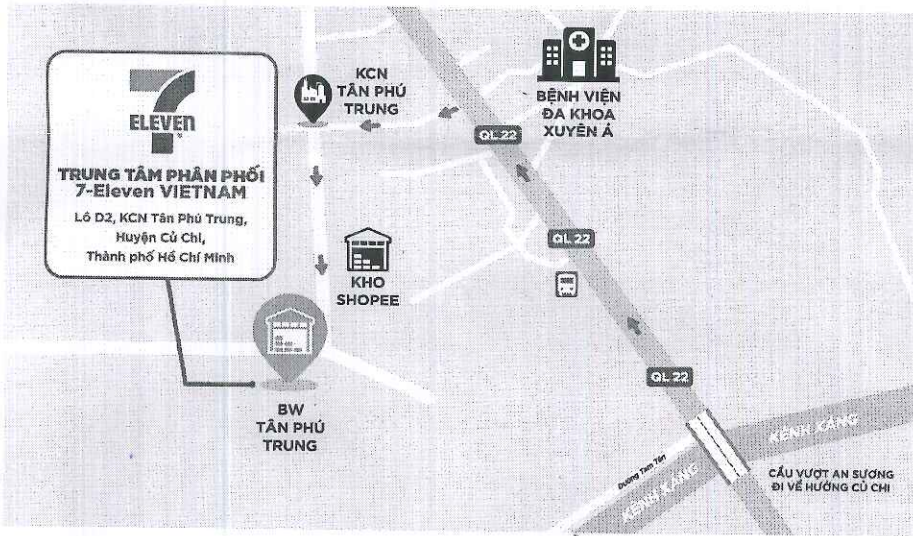 7
ELEVEN
TRUNG TÂM PHÂN PHỐI
7-Eleven VIETNAM
Lô D2, KCN Tân Phú Trung,
Huyện Củ Chi,
Thành phố Hồ Chí Minh
KCN
TÂN PHÚ
TRUNG
BỆNH VIỆN
ĐA KHOA
XUYÊN Á
QL 22
QL 22
KHO
SHOPEE
QL 22
BW
TÂN PHÚ
TRUNG
KÊNH XÁNG
Đường Tam Tân
KÊNH XÁNG
CẦU VƯỢT AN SƯƠNG
ĐI VỀ HƯỚNG CỦ CHI